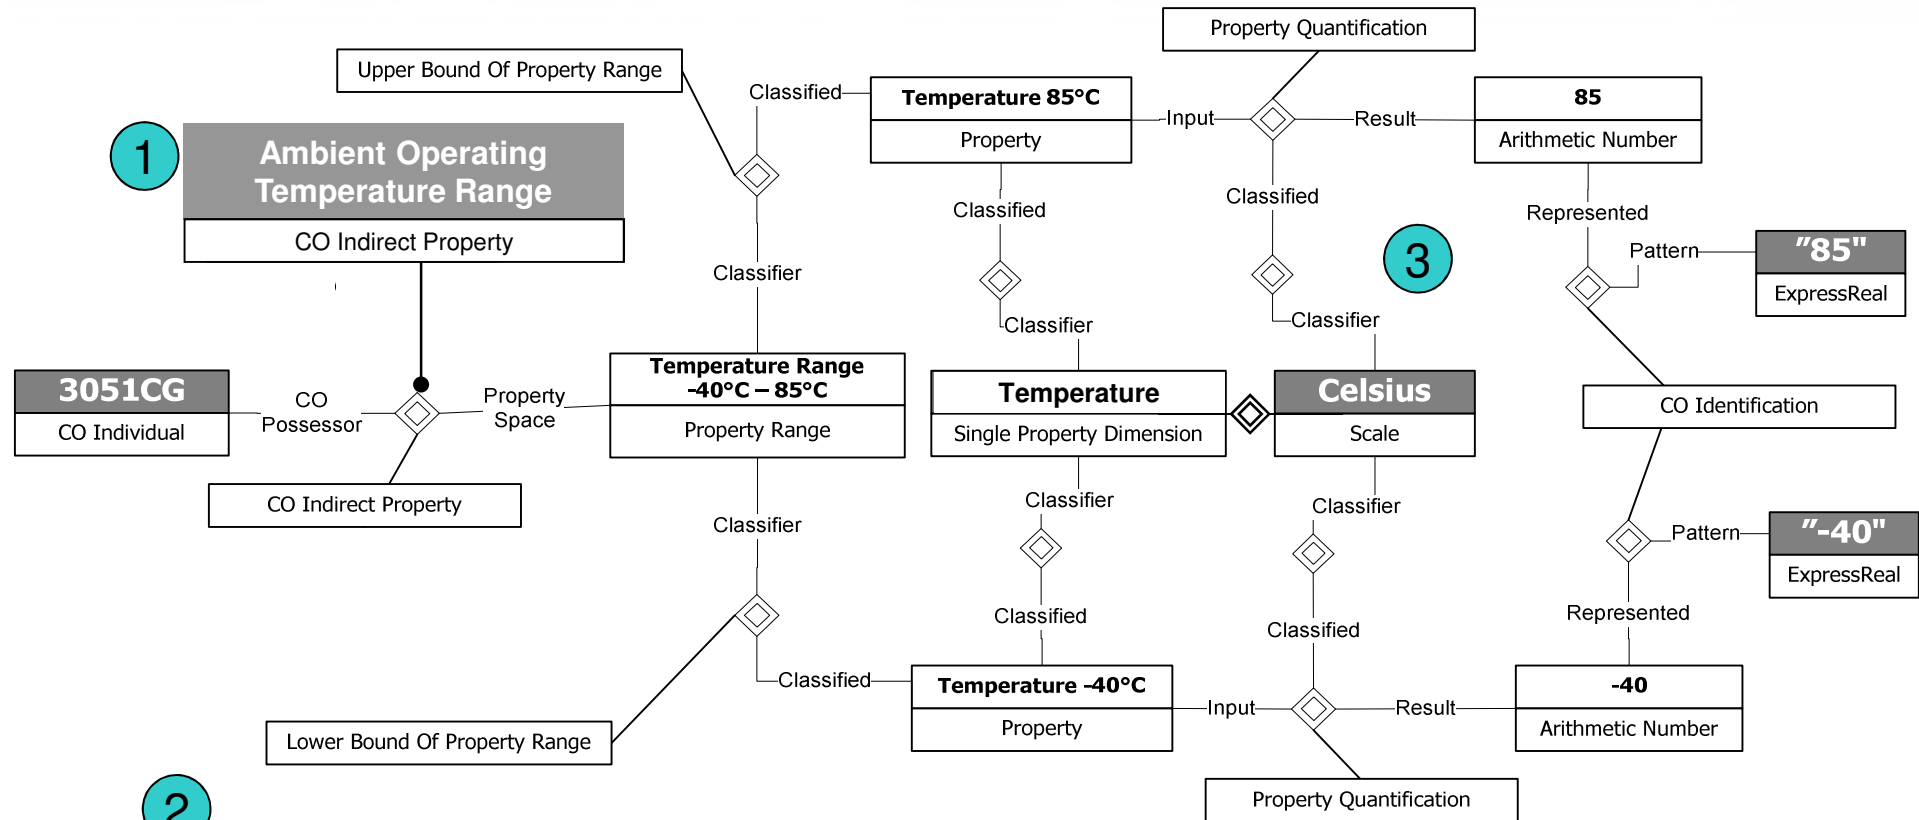 Property Quantification
Upper Bound Of Property Range
Classified
Temperature 85°C
Property
Input
Result
85
Arithmetic Number
1
Ambient Operating
Temperature Range
CO Indirect Property
Classified
Classified
Represented
Pattern
"85"
ExpressReal
3
Classifier
Classifier
Classifier
3051CG
CO Individual
CO
Possessor
Property
Space
Temperature Range
-40°C – 85°C
Property Range
Temperature
Single Property Dimension
Celsius
Scale
CO Identification
CO Indirect Property
Classifier
Classifier
Classifier
Pattern
"-40"
ExpressReal
Classified
Classified
Represented
Classified
Temperature -40°C
Property
Input
Result
-40
Arithmetic Number
Lower Bound Of Property Range
2
Property Quantification